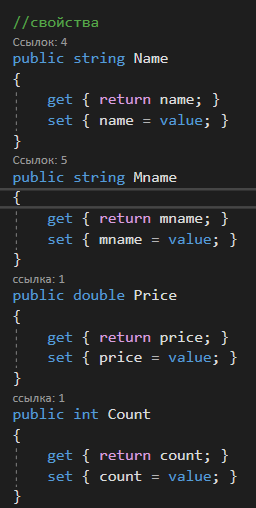 //свойства
Ссылок: 4
public string Name
{
get { return name; }
set { name = value; }
}
Ссылок: 5
public string Mname
{
get { return mname; }
set { mname = value; }
}
ссылка: 1
public double Price
{
get { return price; }
set { price = value; }
}
ссылка: 1
public int Count
{
get { return count; }
set { count = value; }
}